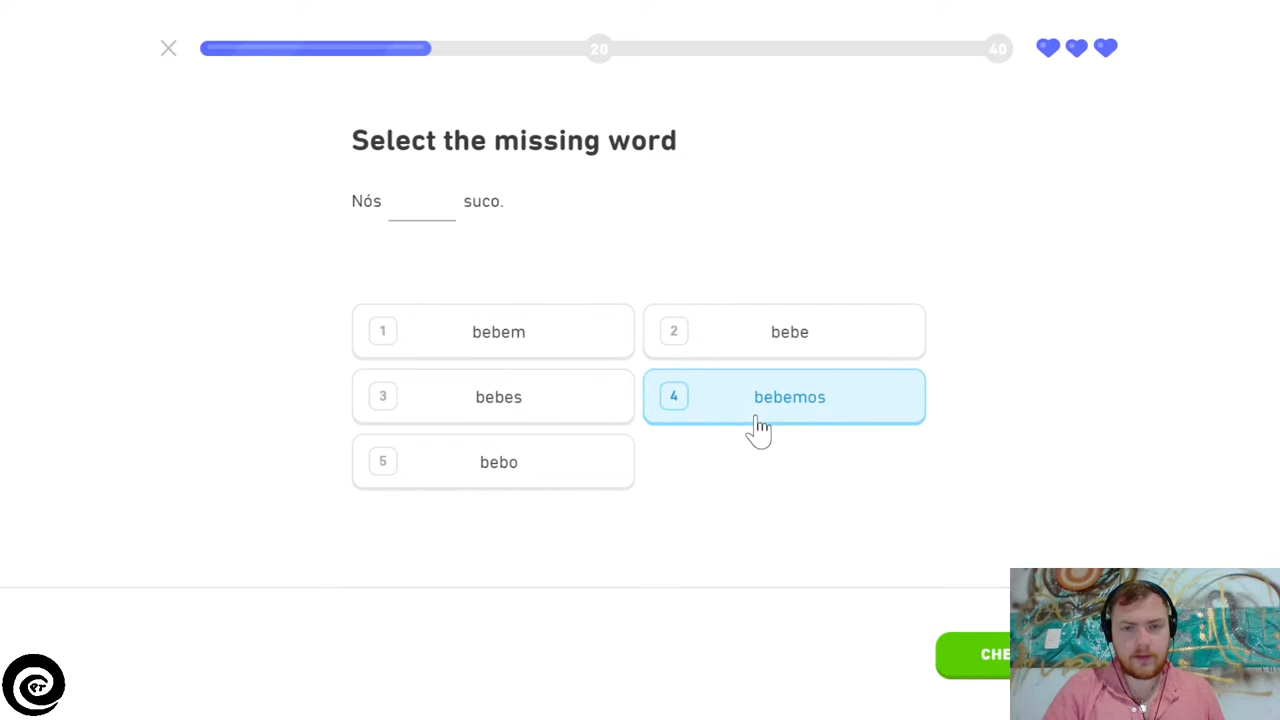 20
40
Select the missing word
Nós ______ suco.
1 bebem
2 bebe
3 bebes
4 bebemos
5 bebo
CHE